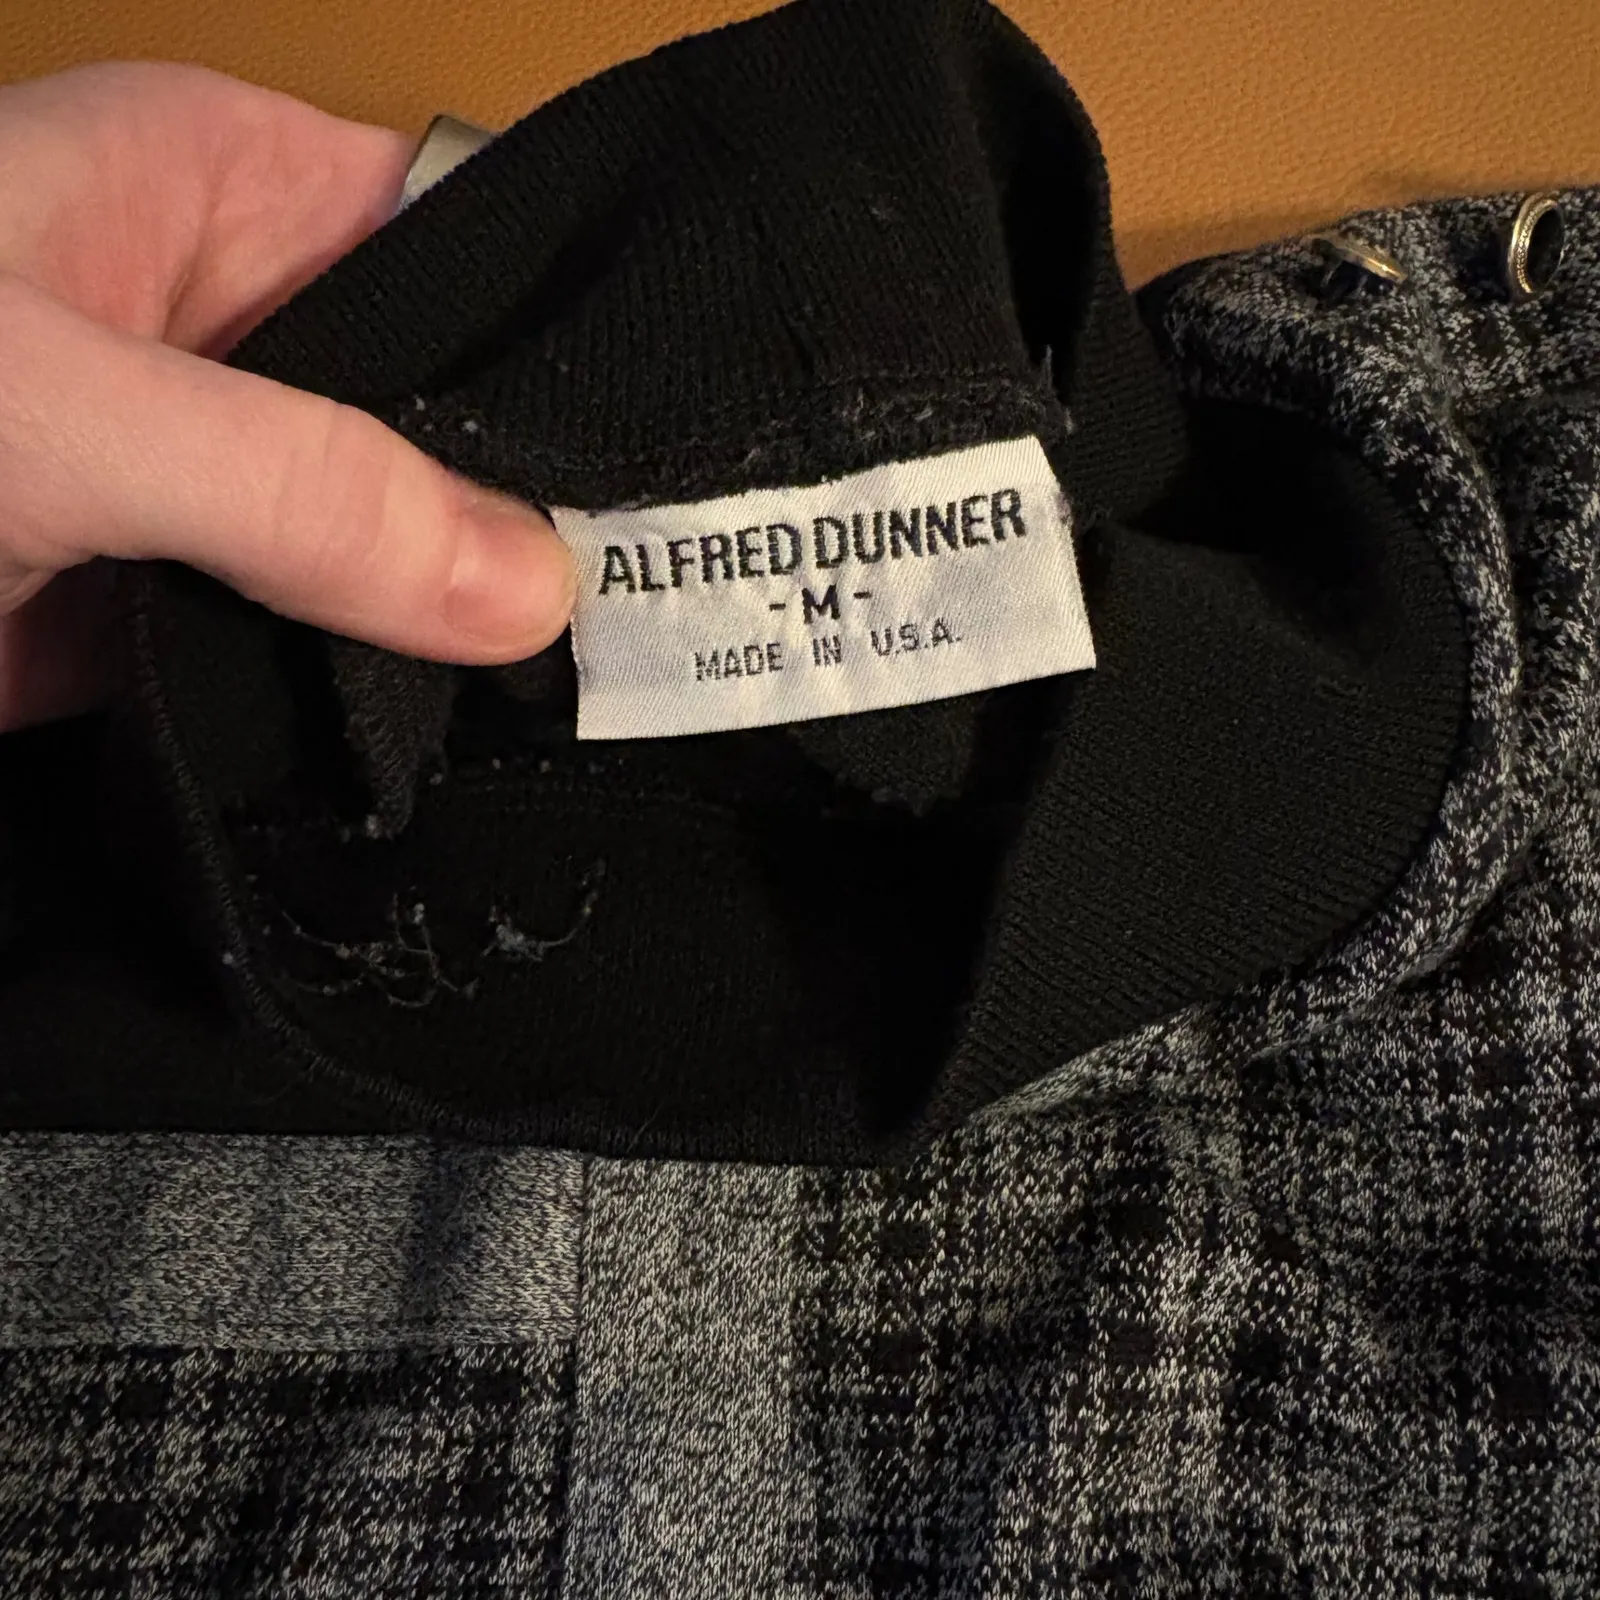 ALFRED DUNNER
- M -
MADE IN U.S.A.